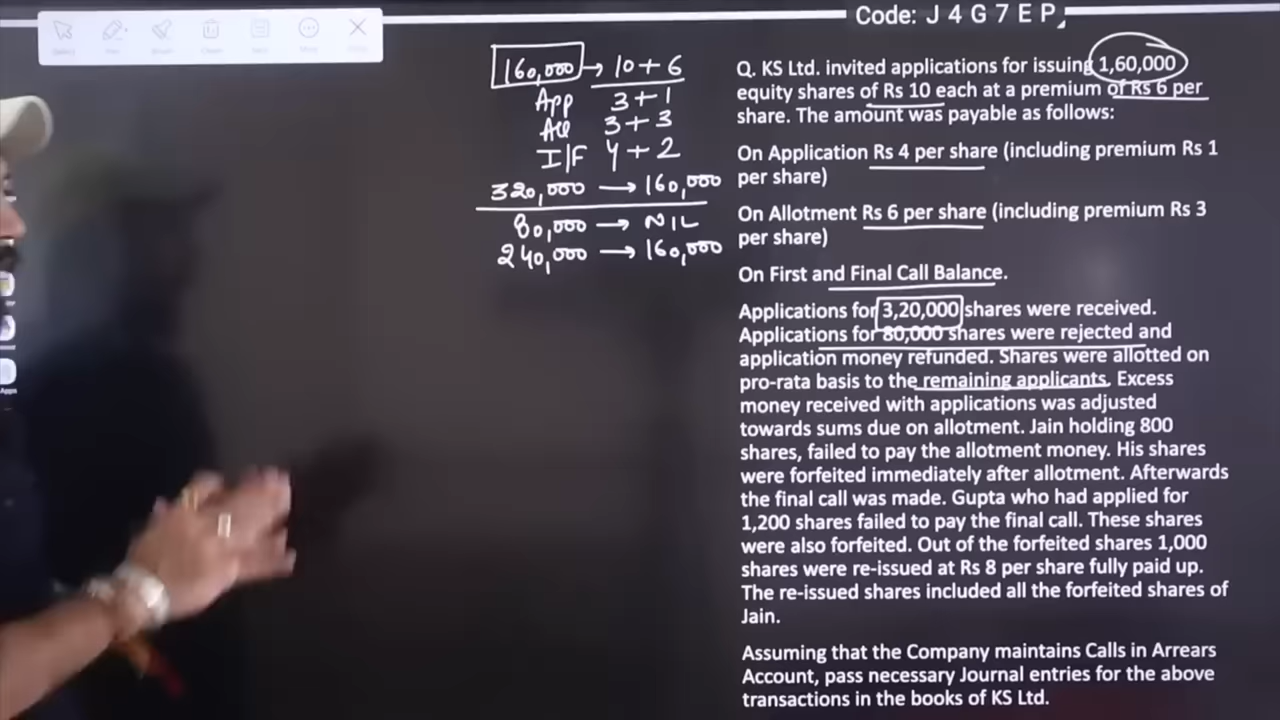 Code: J 4 G 7 E P
160,000 → 10 + 6
App 3 + 1
All 3 + 3
I/F 4 + 2
320,000 → 160,000
80,000 → NIL
240,000 → 160,000
Q. KS Ltd. invited applications for issuing 1,60,000
equity shares of Rs 10 each at a premium of Rs 6 per
share. The amount was payable as follows:
On Application Rs 4 per share (including premium Rs 1
per share)
On Allotment Rs 6 per share (including premium Rs 3
per share)
On First and Final Call Balance.
Applications for 3,20,000 shares were received.
Applications for 80,000 shares were rejected and
application money refunded. Shares were allotted on
pro-rata basis to the remaining applicants. Excess
money received with applications was adjusted
towards sums due on allotment. Jain holding 800
shares, failed to pay the allotment money. His shares
were forfeited immediately after allotment. Afterwards
the final call was made. Gupta who had applied for
1,200 shares failed to pay the final call. These shares
were also forfeited. Out of the forfeited shares 1,000
shares were re-issued at Rs 8 per share fully paid up.
The re-issued shares included all the forfeited shares of
Jain.
Assuming that the Company maintains Calls in Arrears
Account, pass necessary Journal entries for the above
transactions in the books of KS Ltd.
Apps